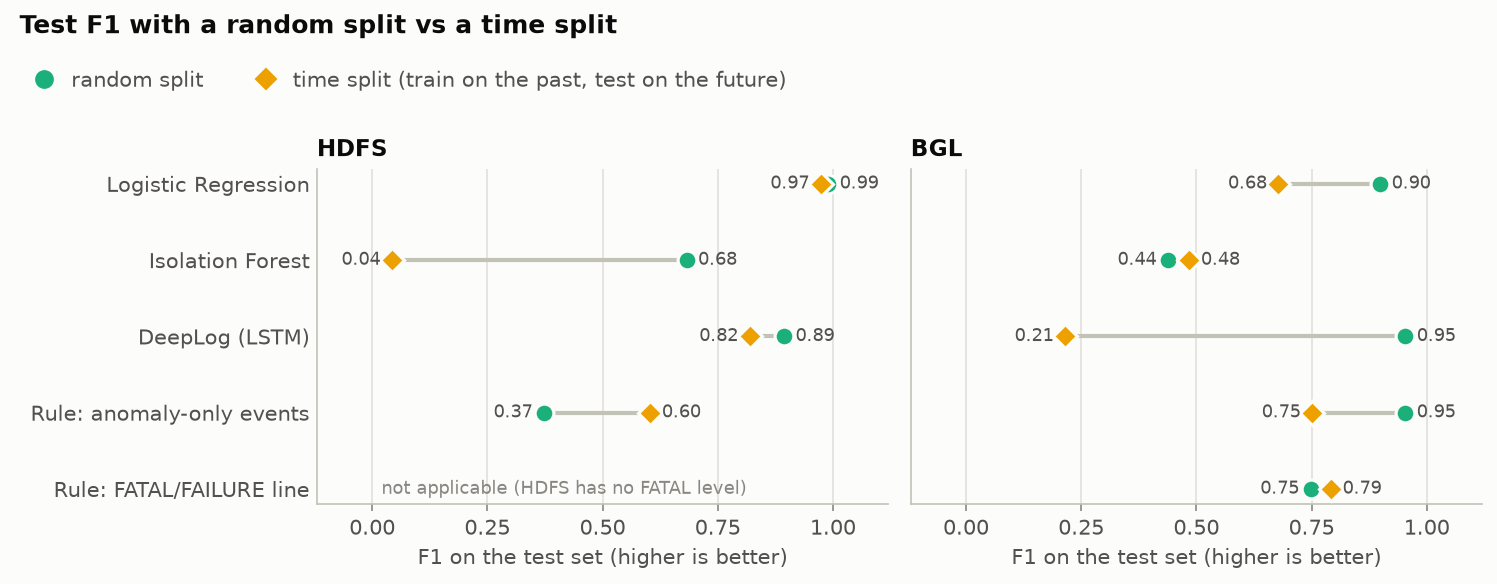 Test F1 with a random split vs a time split
random split
time split (train on the past, test on the future)
HDFS
BGL
Logistic Regression
0.97
0.99
0.68
0.90
Isolation Forest
0.04
0.68
0.44
0.48
DeepLog (LSTM)
0.82
0.89
0.21
0.95
Rule: anomaly-only events
0.37
0.60
0.75
0.95
Rule: FATAL/FAILURE line
not applicable (HDFS has no FATAL level)
0.75
0.79
0.00
0.25
0.50
0.75
1.00
0.00
0.25
0.50
0.75
1.00
F1 on the test set (higher is better)
F1 on the test set (higher is better)